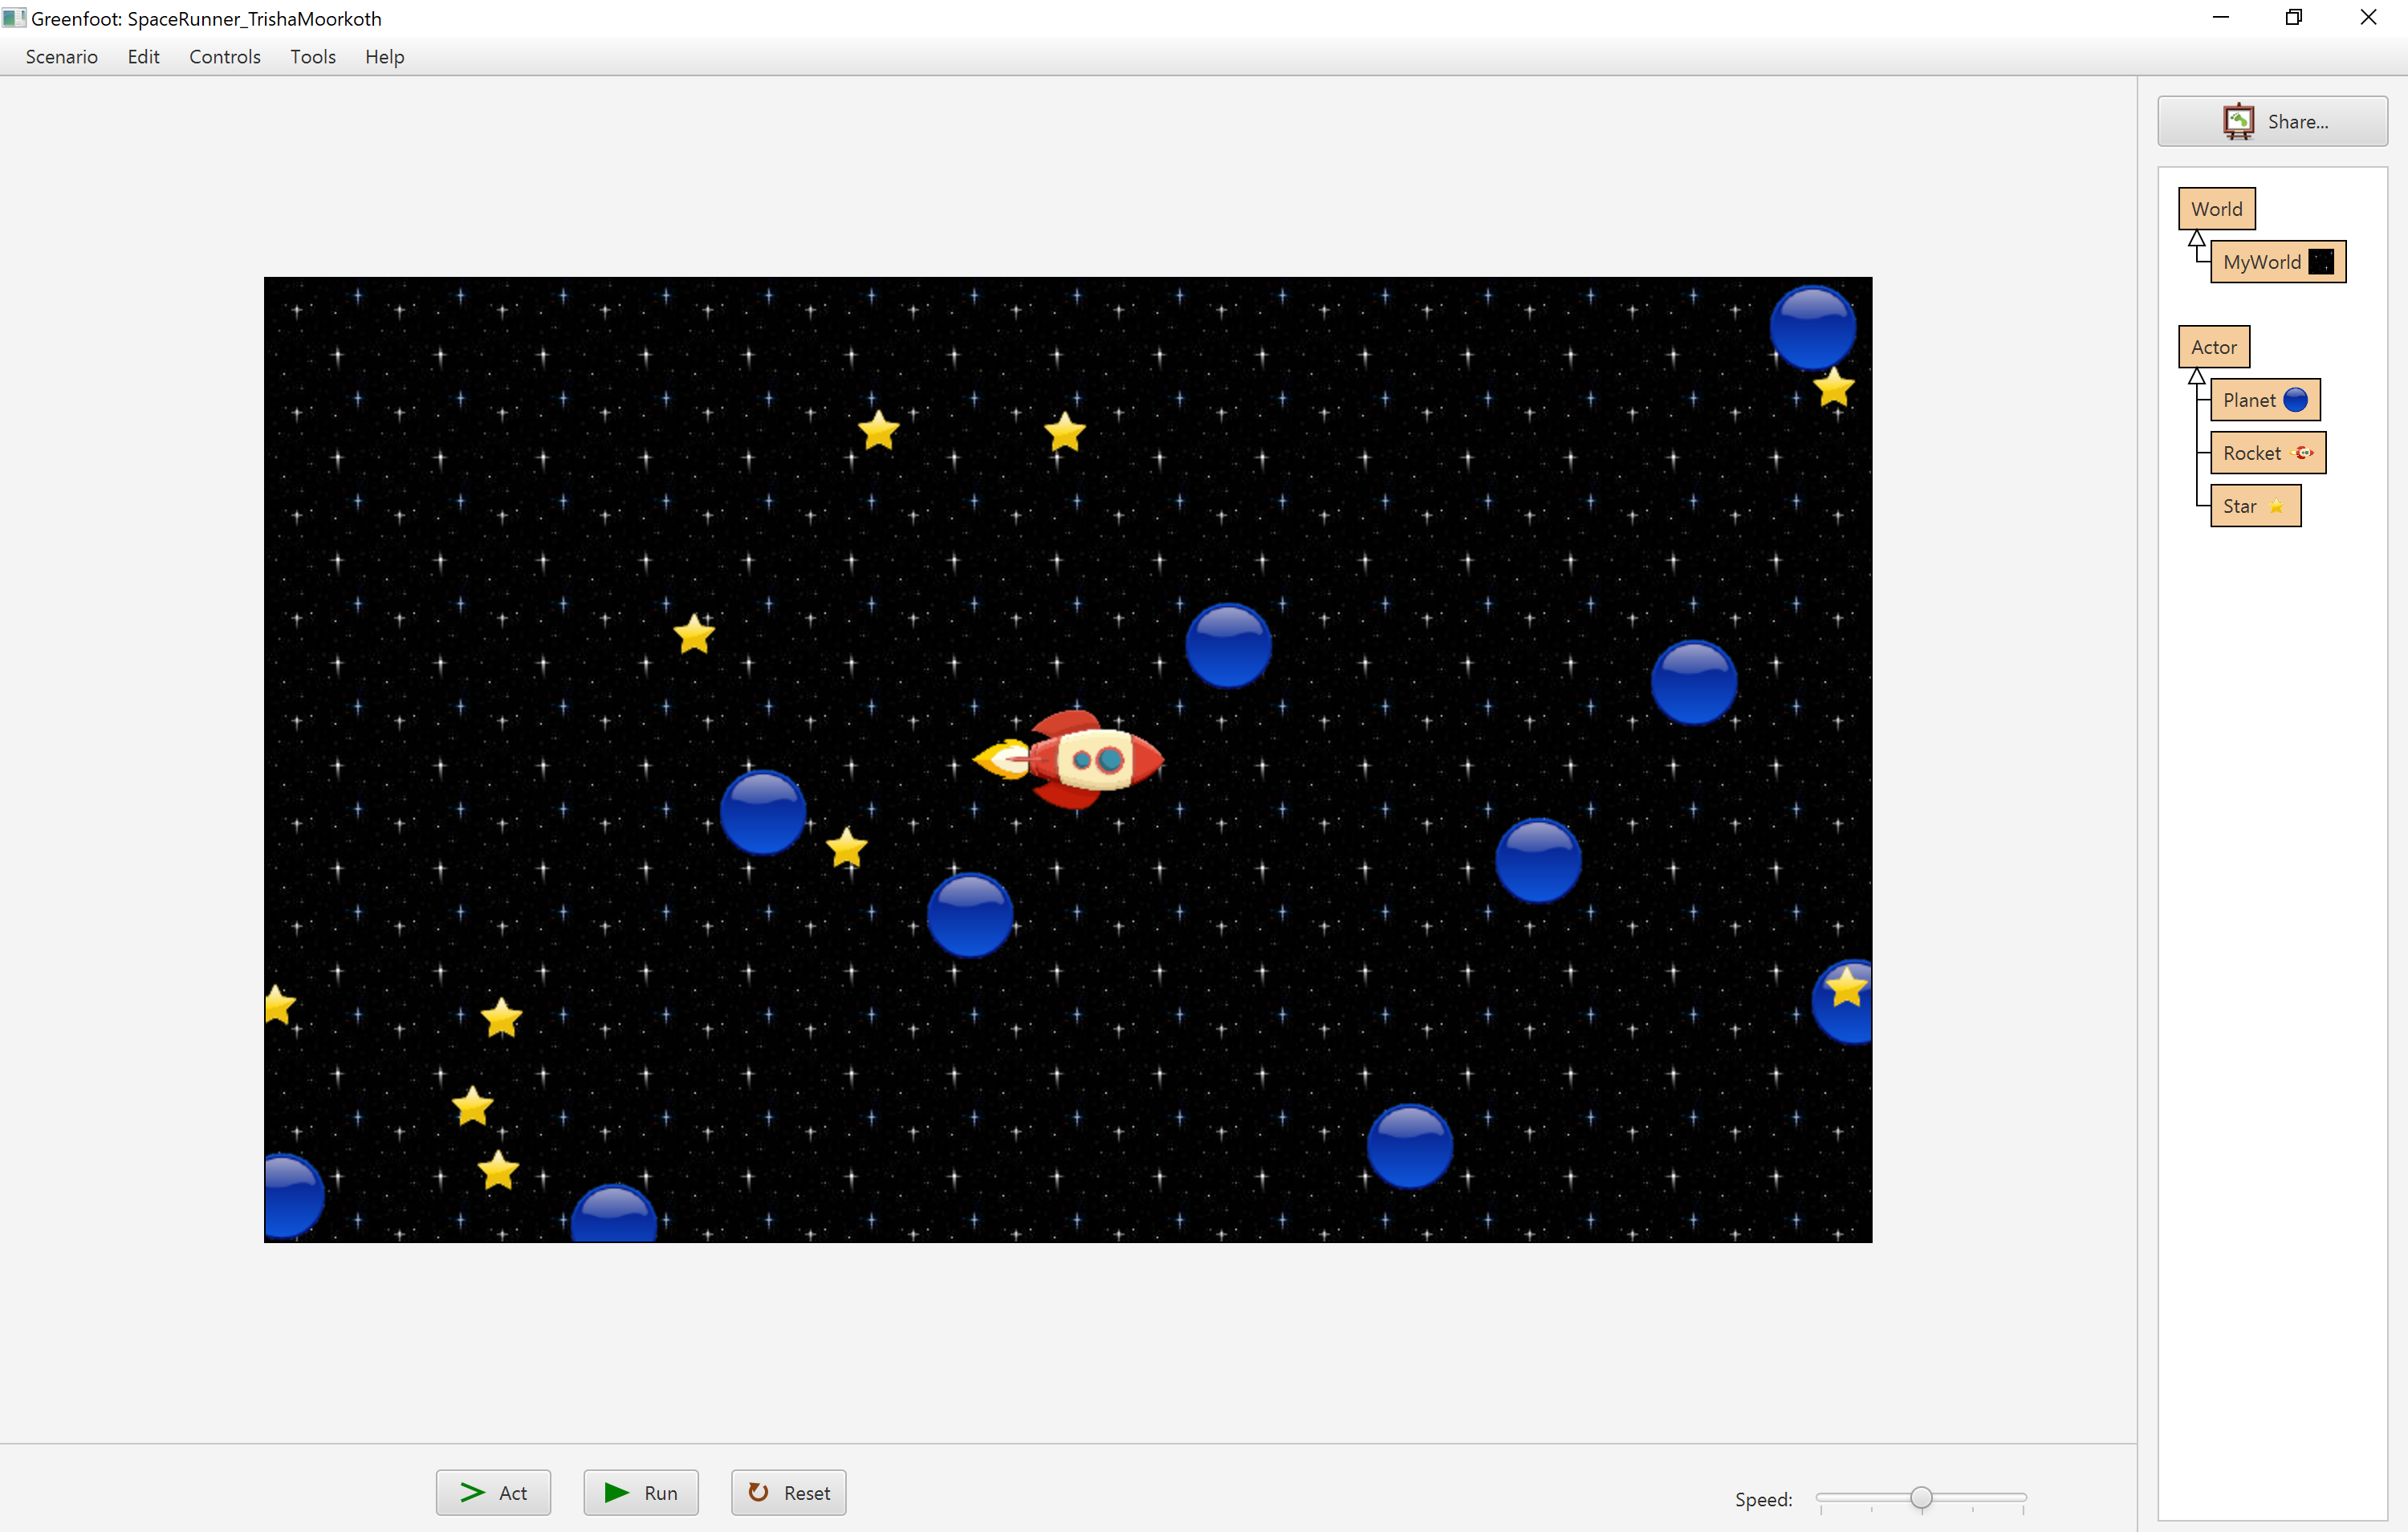 Greenfoot: SpaceRunner_TrishaMoorkoth
Scenario Edit Controls Tools Help
Share...
World
MyWorld
Actor
Planet
Rocket
Star
Act Run Reset Speed: